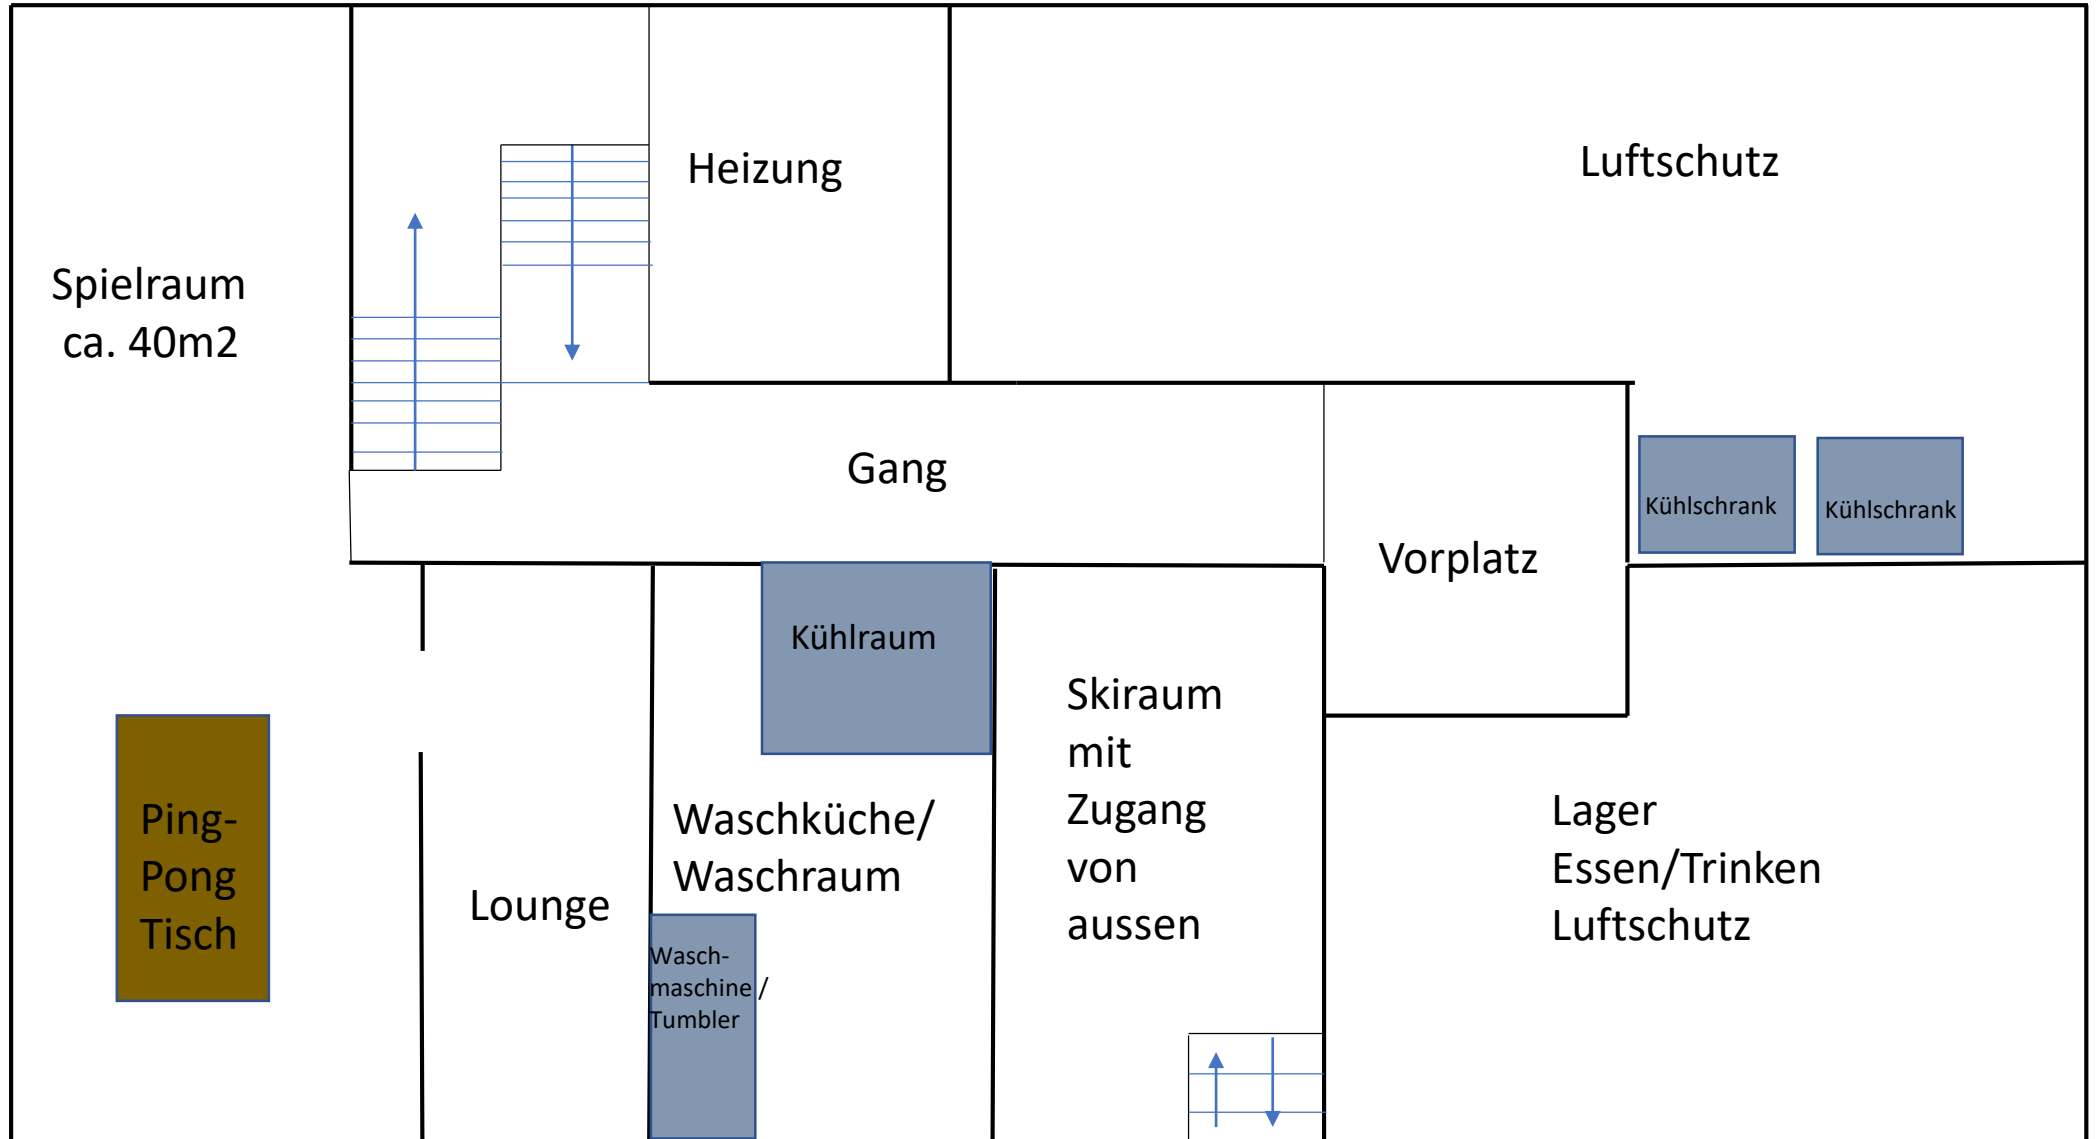 Heizung
Luftschutz
Spielraum
ca. 40m2
Gang
Kühlschrank
Kühlschrank
Vorplatz
Kühlraum
Skiraum
mit
Zugang
von
aussen
Ping-
Pong
Tisch
Waschküche/
Waschraum
Lounge
Lager
Essen/Trinken
Luftschutz
Wasch-
maschine /
Tumbler